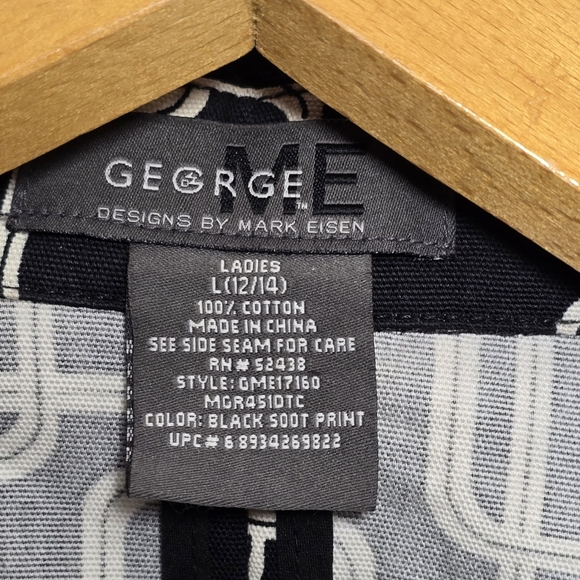 GEORGE ME™
DESIGNS BY MARK EISEN
LADIES
L(12/14)
100% COTTON
MADE IN CHINA
SEE SIDE SEAM FOR CARE
RN# 52438
STYLE: GME17160
MGR451DTC
COLOR: BLACK SOOT PRINT
UPC# 6 8934269822